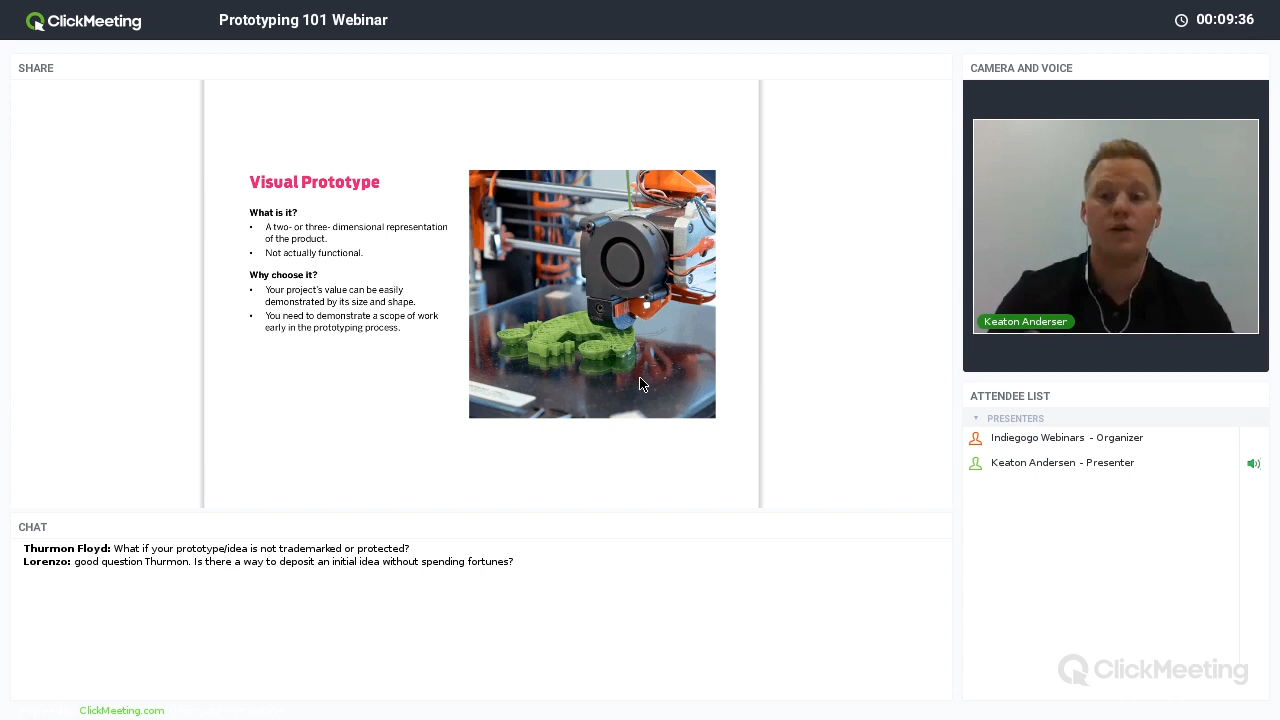 ClickMeeting
Prototyping 101 Webinar
00:09:36
SHARE
Visual Prototype
What is it?
• A two- or three- dimensional representation
of the product.
• Not actually functional.
Why choose it?
• Your project's value can be easily
demonstrated by its size and shape.
• You need to demonstrate a scope of work
early in the prototyping process.
CAMERA AND VOICE
Keaton Andersen
ATTENDEE LIST
PRESENTERS
Indiegogo Webinars - Organizer
Keaton Andersen - Presenter
CHAT
Thurmon Floyd: What if your prototype/idea is not trademarked or protected?
Lorenzo: good question Thurmon. Is there a way to deposit an initial idea without spending fortunes?
ClickMeeting
ClickMeeting.com